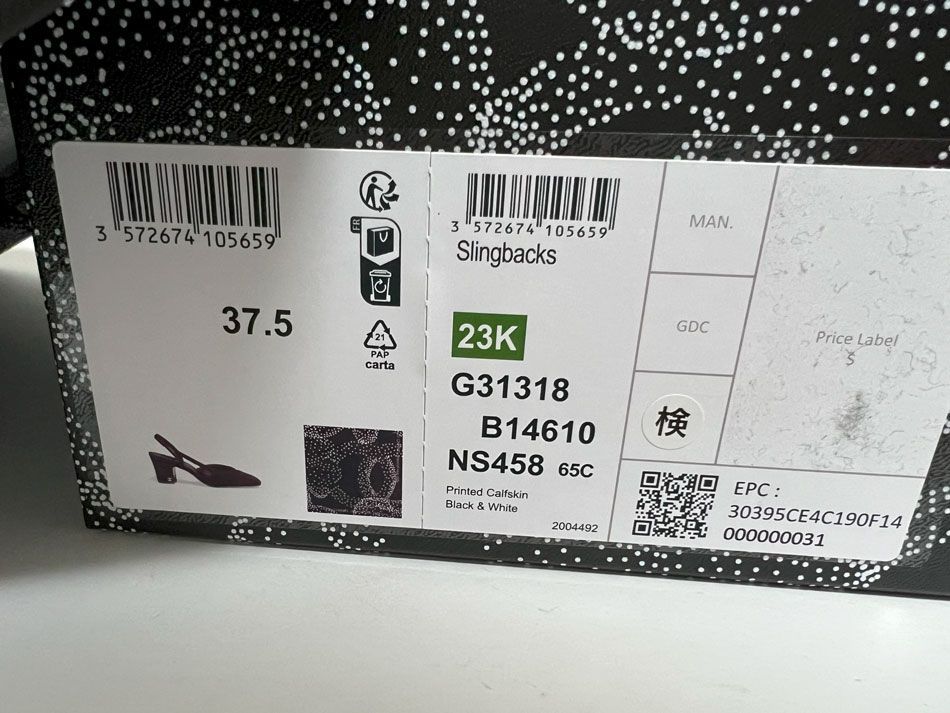 3 572674 105659
FR
37.5
21
PAP
carta
3 572674 105659
Slingbacks
23K
G31318
B14610
NS458 65C
Printed Calfskin
Black & White
2004492
MAN.
GDC
検
Price Label
S
EPC :
30395CE4C190F14
000000031